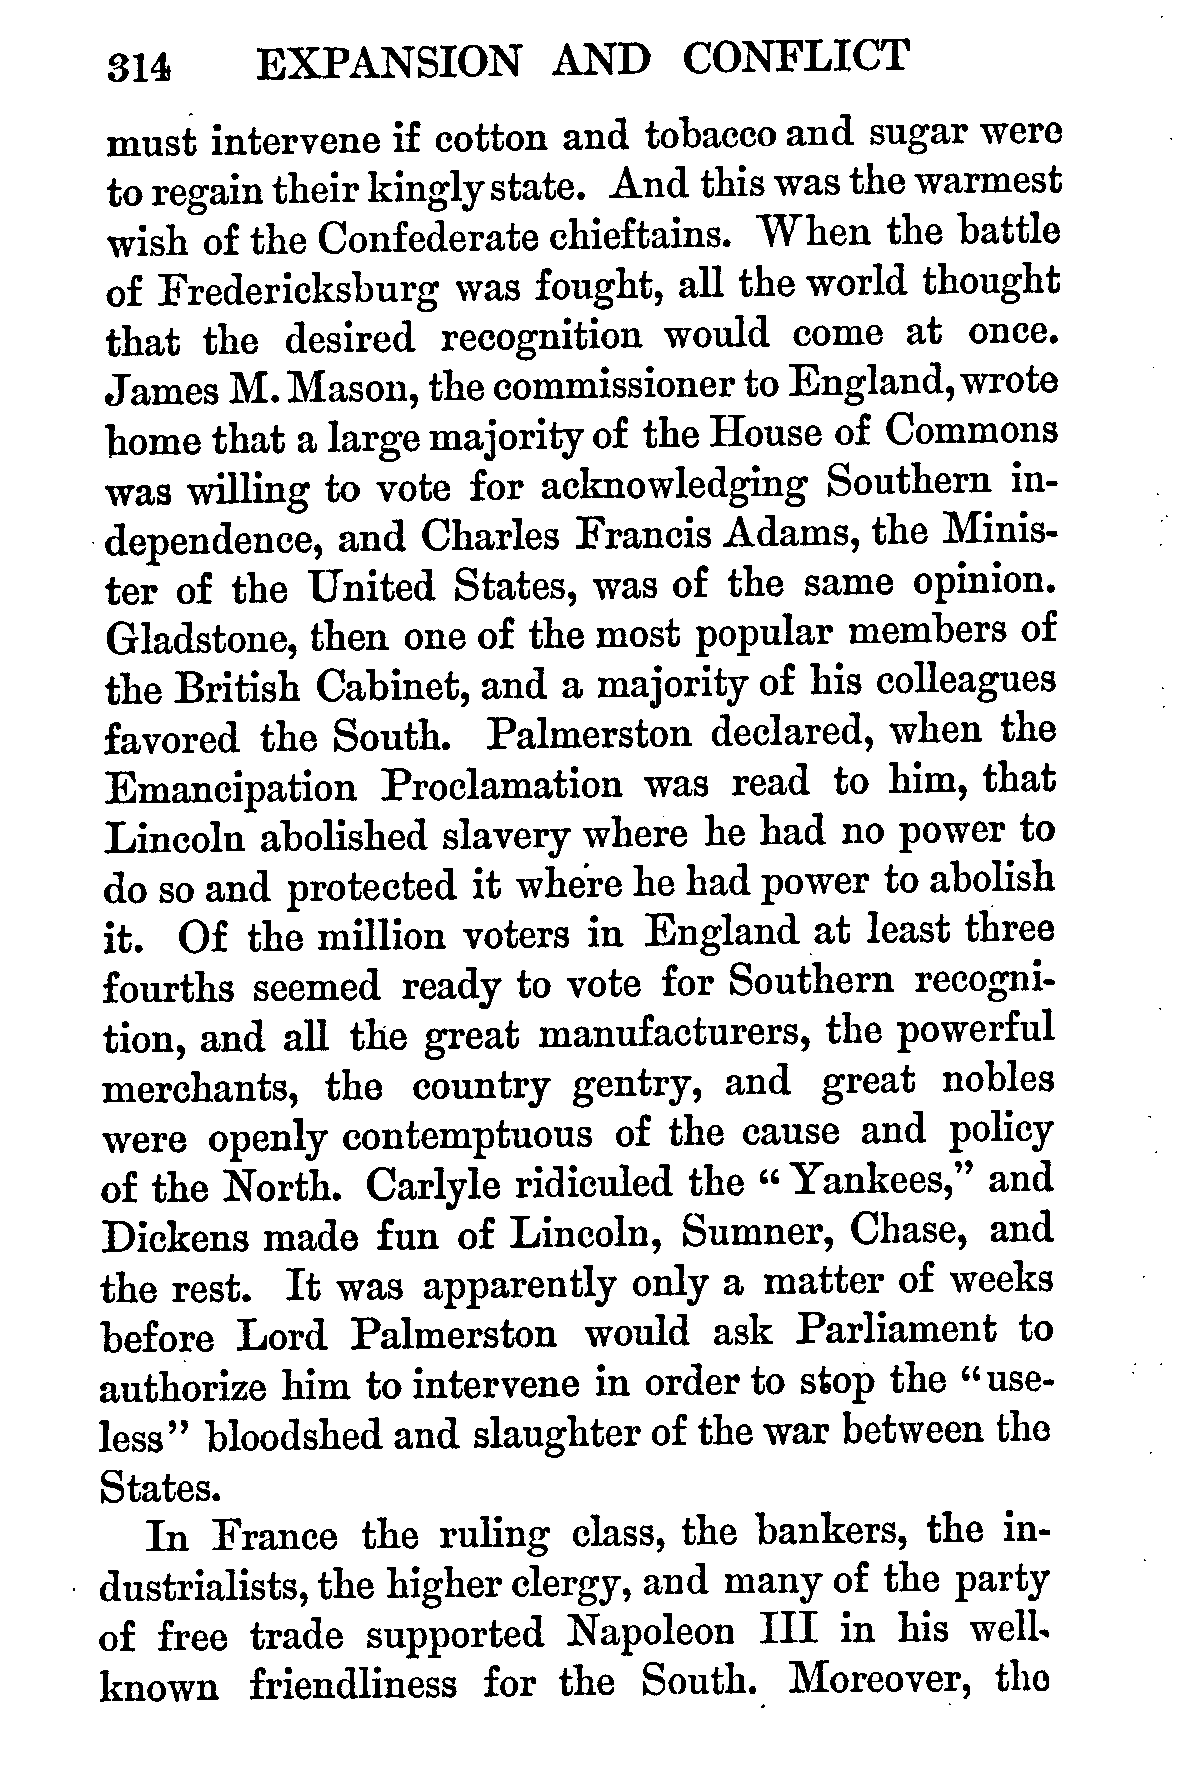 314 EXPANSION AND CONFLICT
must intervene if cotton and tobacco and sugar were
to regain their kingly state. And this was the warmest
wish of the Confederate chieftains. When the battle
of Fredericksburg was fought, all the world thought
that the desired recognition would come at once.
James M. Mason, the commissioner to England, wrote
home that a large majority of the House of Commons
was willing to vote for acknowledging Southern in-
dependence, and Charles Francis Adams, the Minis-
ter of the United States, was of the same opinion.
Gladstone, then one of the most popular members of
the British Cabinet, and a majority of his colleagues
favored the South. Palmerston declared, when the
Emancipation Proclamation was read to him, that
Lincoln abolished slavery where he had no power to
do so and protected it where he had power to abolish
it. Of the million voters in England at least three
fourths seemed ready to vote for Southern recogni-
tion, and all the great manufacturers, the powerful
merchants, the country gentry, and great nobles
were openly contemptuous of the cause and policy
of the North. Carlyle ridiculed the “Yankees,” and
Dickens made fun of Lincoln, Sumner, Chase, and
the rest. It was apparently only a matter of weeks
before Lord Palmerston would ask Parliament to
authorize him to intervene in order to stop the “use-
less” bloodshed and slaughter of the war between the
States.
In France the ruling class, the bankers, the in-
dustrialists, the higher clergy, and many of the party
of free trade supported Napoleon III in his well-
known friendliness for the South. Moreover, the